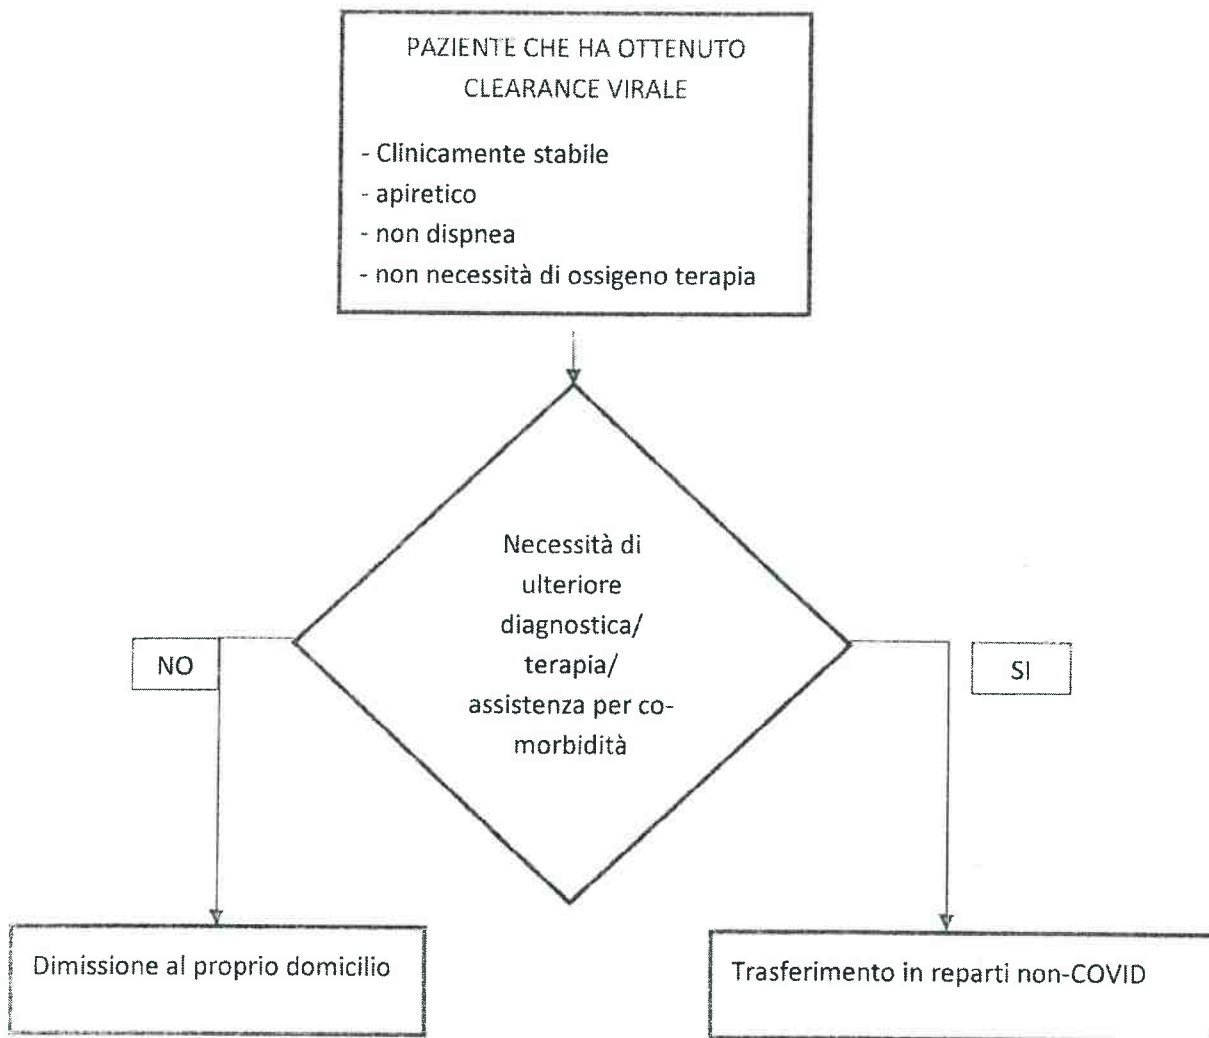 PAZIENTE CHE HA OTTENUTO
CLEARANCE VIRALE
- Clinicamente stabile
- apiretico
- non dispnea
- non necessità di ossigeno terapia
Necessità di
ulteriore
diagnostica/
terapia/
assistenza per co-
morbidità
NO
SI
Dimissione al proprio domicilio
Trasferimento in reparti non-COVID